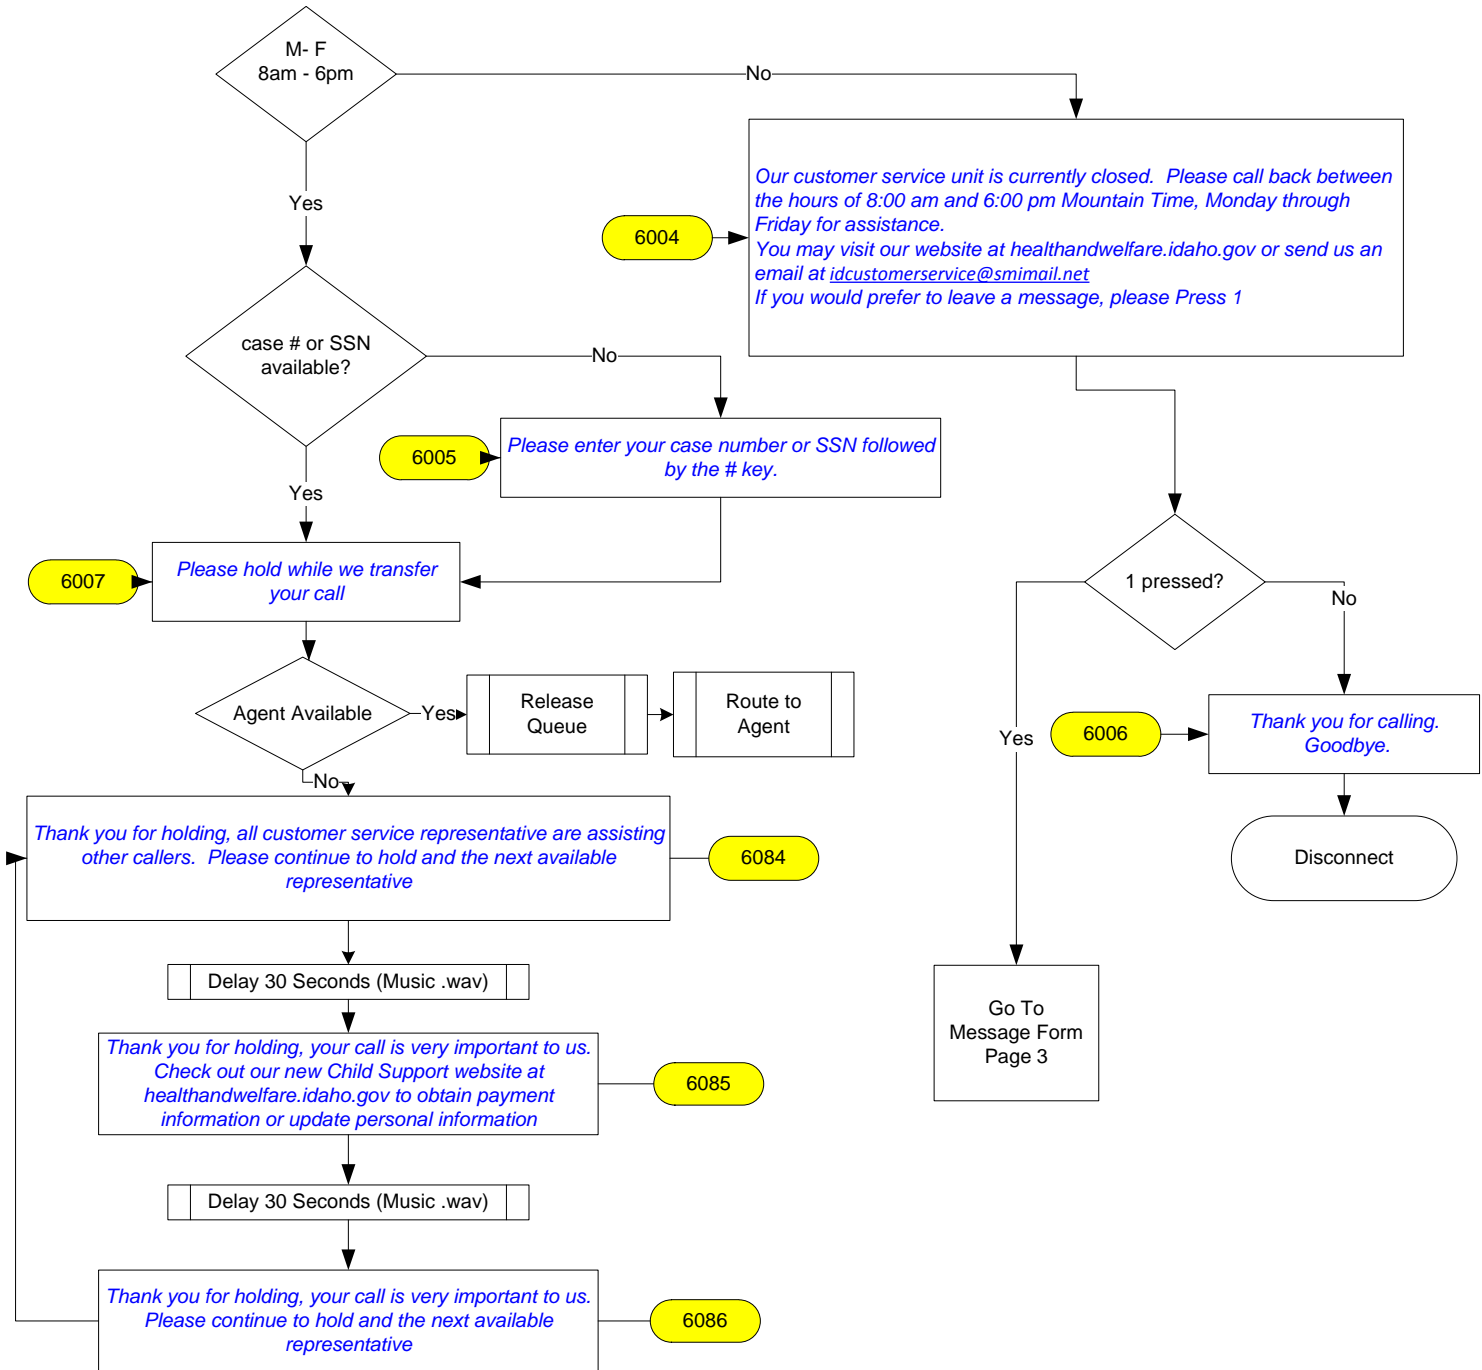 M- F
8am - 6pm
No
Our customer service unit is currently closed.  Please call back between
the hours of 8:00 am and 6:00 pm Mountain Time, Monday through
Friday for assistance.
You may visit our website at healthandwelfare.idaho.gov or send us an
email at idcustomerservice@smimail.net
If you would prefer to leave a message, please Press 1
6004
Yes
case # or SSN
available?
No
Please enter your case number or SSN followed
by the # key.
6005
Yes
Please hold while we transfer
your call
6007
1 pressed?
No
Agent Available
Yes
Release
Queue
Route to
Agent
Yes
6006
Thank you for calling.
Goodbye.
No
Thank you for holding, all customer service representative are assisting
other callers.  Please continue to hold and the next available
representative
6084
Disconnect
Delay 30 Seconds (Music .wav)
Go To
Message Form
Page 3
Thank you for holding, your call is very important to us.
Check out our new Child Support website at
healthandwelfare.idaho.gov to obtain payment
information or update personal information
6085
Delay 30 Seconds (Music .wav)
Thank you for holding, your call is very important to us.
Please continue to hold and the next available
representative
6086